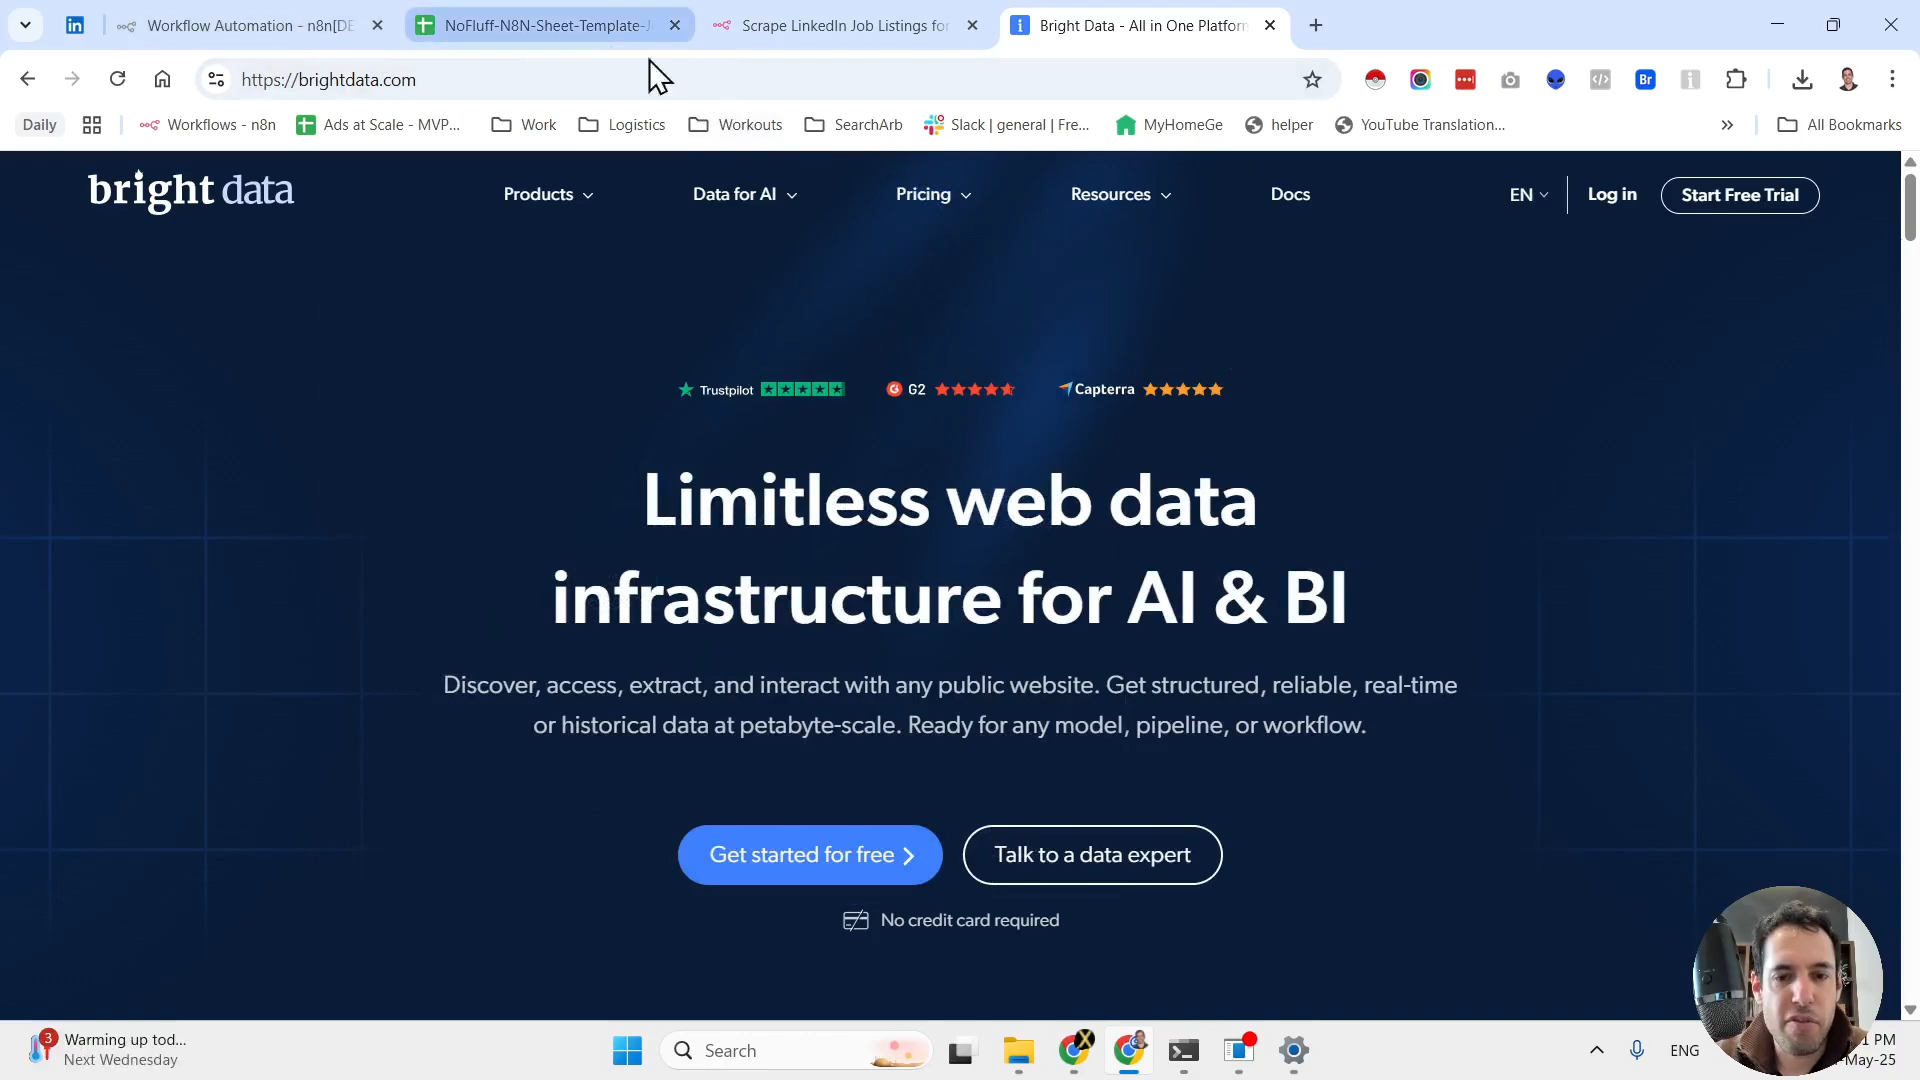 Workflow Automation - n8n[DE
NoFluff-N8N-Sheet-Template-J
Scrape LinkedIn Job Listings for
Bright Data - All in One Platform
https://brightdata.com
Daily
Workflows - n8n
Ads at Scale - MVP...
Work
Logistics
Workouts
SearchArb
Slack | general | Fre...
MyHomeGe
helper
YouTube Translation...
All Bookmarks
bright data
Products
Data for AI
Pricing
Resources
Docs
EN
Log in
Start Free Trial
Trustpilot
G2
Capterra
Limitless web data
infrastructure for AI & BI
Discover, access, extract, and interact with any public website. Get structured, reliable, real-time
or historical data at petabyte-scale. Ready for any model, pipeline, or workflow.
Get started for free
Talk to a data expert
No credit card required
3
Warming up tod...
Next Wednesday
Search
ENG
1 PM
-May-25